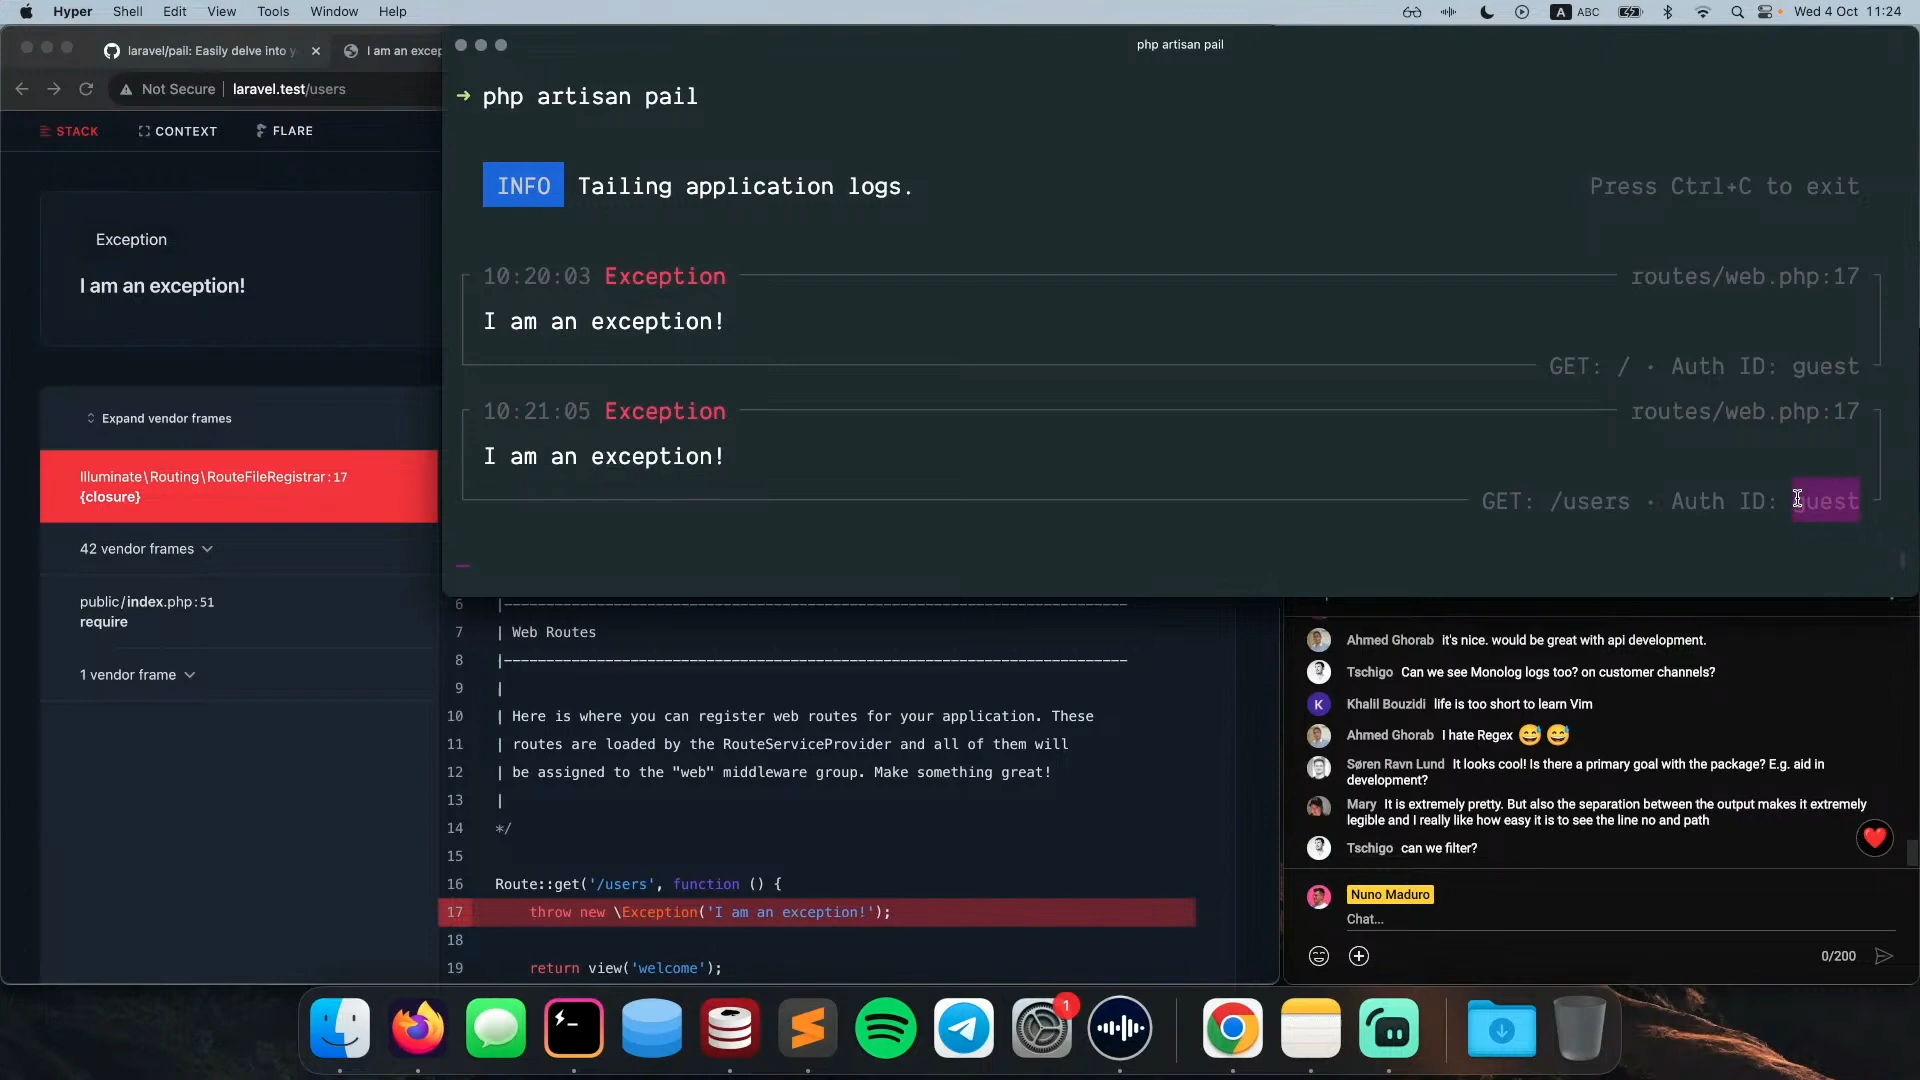 Hyper Shell Edit View Tools Window Help
A ABC Wed 4 Oct 11:24
laravel/pail: Easily delve into y
I am an excep
Not Secure laravel.test/users
STACK CONTEXT FLARE
Exception
I am an exception!
Expand vendor frames
Illuminate\Routing\RouteFileRegistrar:17
{closure}
42 vendor frames
public/index.php:51
require
1 vendor frame
php artisan pail
→ php artisan pail
INFO Tailing application logs. Press Ctrl+C to exit
10:20:03 Exception routes/web.php:17
I am an exception!
GET: / · Auth ID: guest
10:21:05 Exception routes/web.php:17
I am an exception!
GET: /users · Auth ID: guest
6 |--------------------------------------------------------------------------
7 | Web Routes
8 |--------------------------------------------------------------------------
9 |
10 | Here is where you can register web routes for your application. These
11 | routes are loaded by the RouteServiceProvider and all of them will
12 | be assigned to the "web" middleware group. Make something great!
13 |
14 */
15
16 Route::get('/users', function () {
17 throw new \Exception('I am an exception!');
18
19 return view('welcome');
Ahmed Ghorab it's nice. would be great with api development.
Tschigo Can we see Monolog logs too? on customer channels?
K Khalil Bouzidi life is too short to learn Vim
Ahmed Ghorab I hate Regex 😅 😅
Søren Ravn Lund It looks cool! Is there a primary goal with the package? E.g. aid in
development?
Mary It is extremely pretty. But also the separation between the output makes it extremely
legible and I really like how easy it is to see the line no and path
Tschigo can we filter?
Nuno Maduro
Chat...
0/200
1